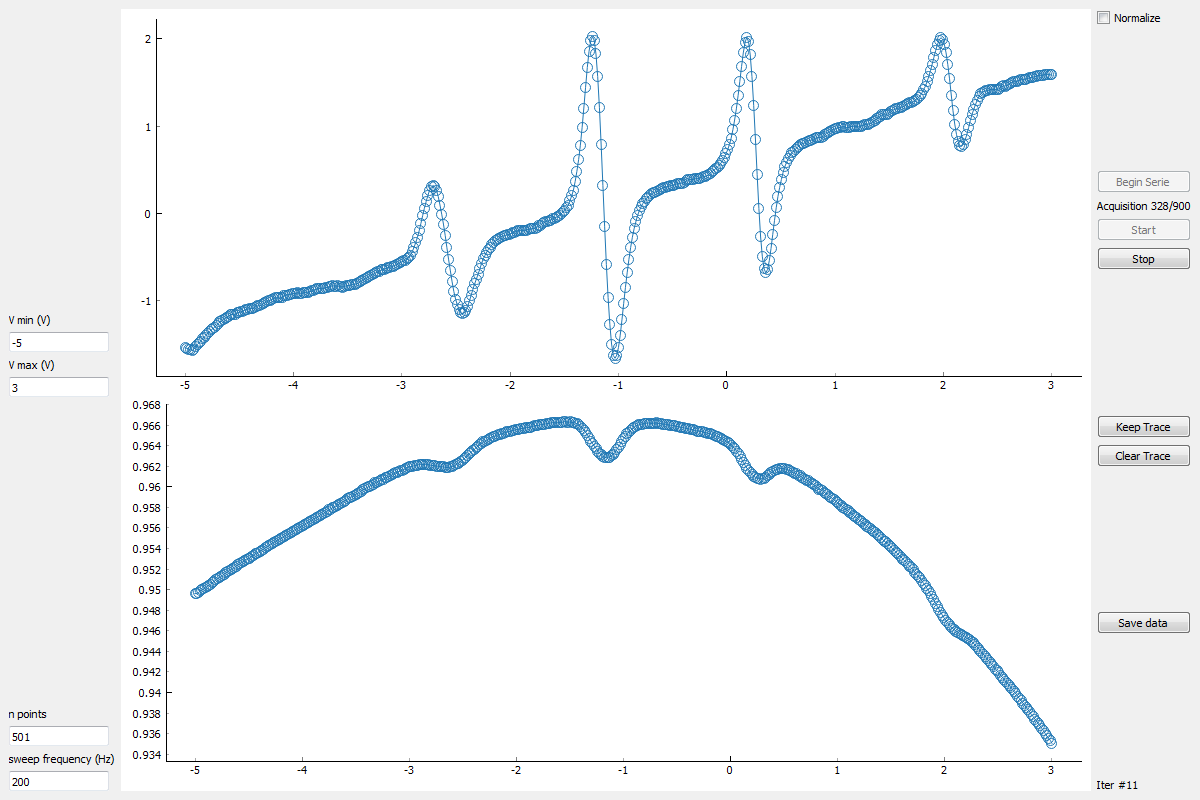 Normalize
2
1
0
-1
-5 -4 -3 -2 -1 0 1 2 3
Begin Serie
Acquisition 328/900
Start
Stop
V min (V)
-5
V max (V)
3
0.968
0.966
0.964
0.962
0.96
0.958
0.956
0.954
0.952
0.95
0.948
0.946
0.944
0.942
0.94
0.938
0.936
0.934
-5 -4 -3 -2 -1 0 1 2 3
Keep Trace
Clear Trace
Save data
n points
501
sweep frequency (Hz)
200
Iter #11